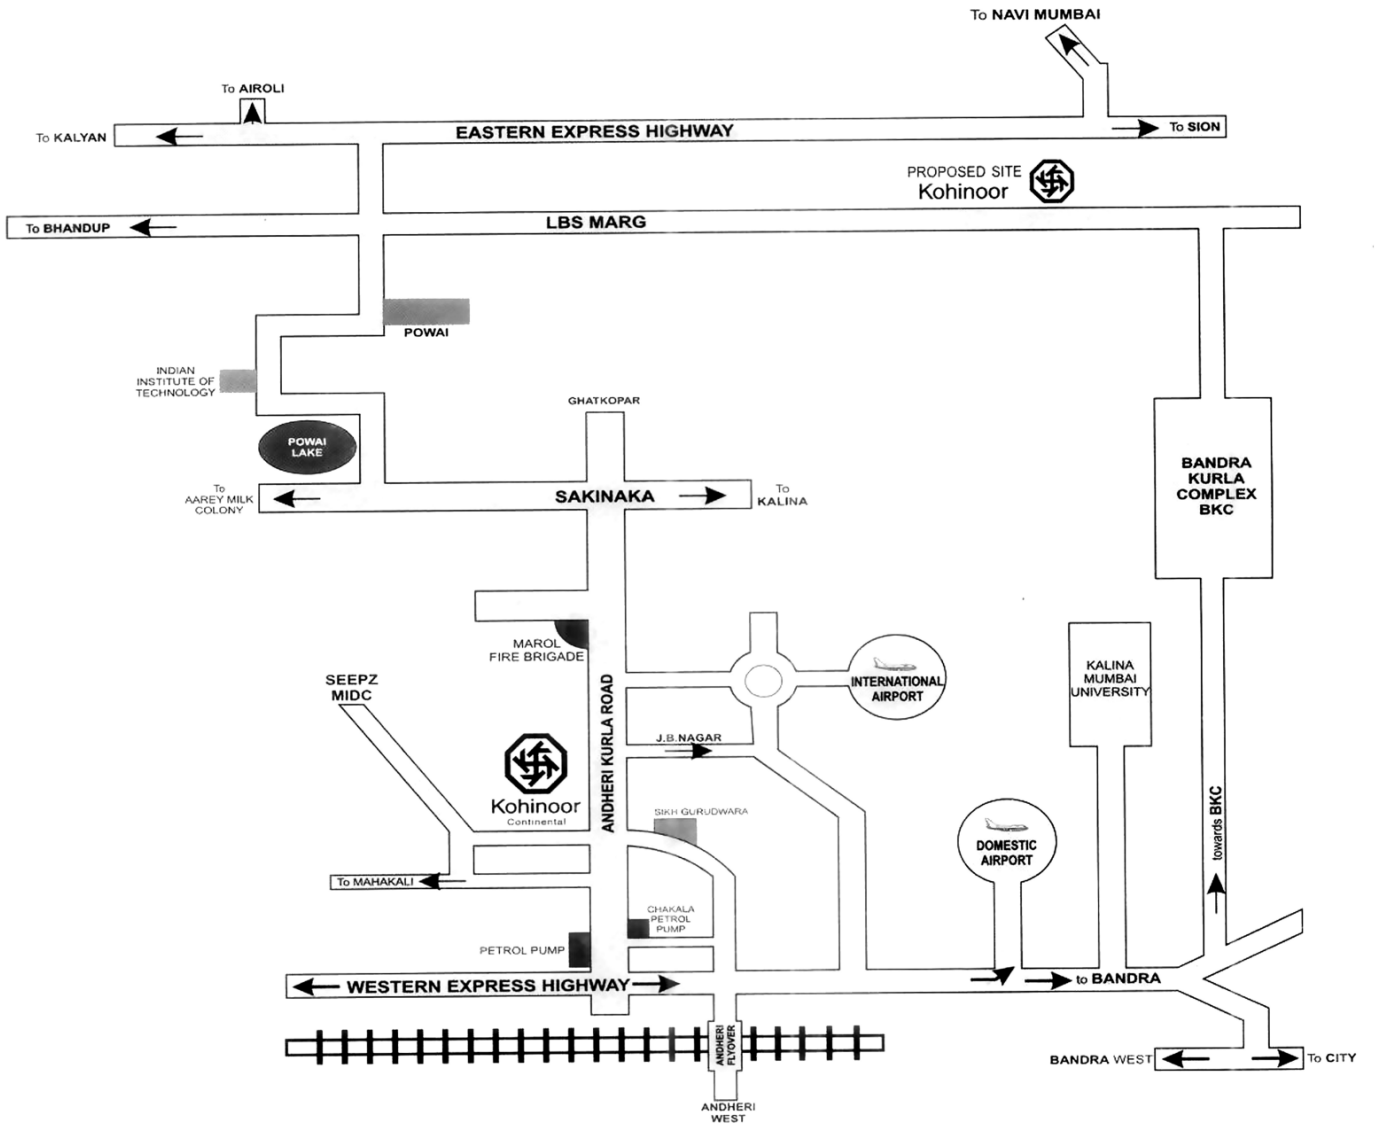 To NAVI MUMBAI
To AIROLI
To KALYAN
EASTERN EXPRESS HIGHWAY
To SION
PROPOSED SITE
Kohinoor
LBS MARG
To BHANDUP
POWAI
INDIAN
INSTITUTE OF
TECHNOLOGY
GHATKOPAR
POWAI
LAKE
BANDRA
KURLA
COMPLEX
BKC
To
AAREY MILK
COLONY
SAKINAKA
To
KALINA
MAROL
FIRE BRIGADE
SEEPZ
MIDC
ANDHERI KURLA ROAD
INTERNATIONAL
AIRPORT
KALINA
MUMBAI
UNIVERSITY
J.B.NAGAR
Kohinoor
Continental
SIKH GURUDWARA
towards BKC
DOMESTIC
AIRPORT
To MAHAKALI
CHAKALA
PETROL
PUMP
PETROL PUMP
WESTERN EXPRESS HIGHWAY
to BANDRA
ANDHERI
FLYOVER
BANDRA WEST
To CITY
ANDHERI
WEST